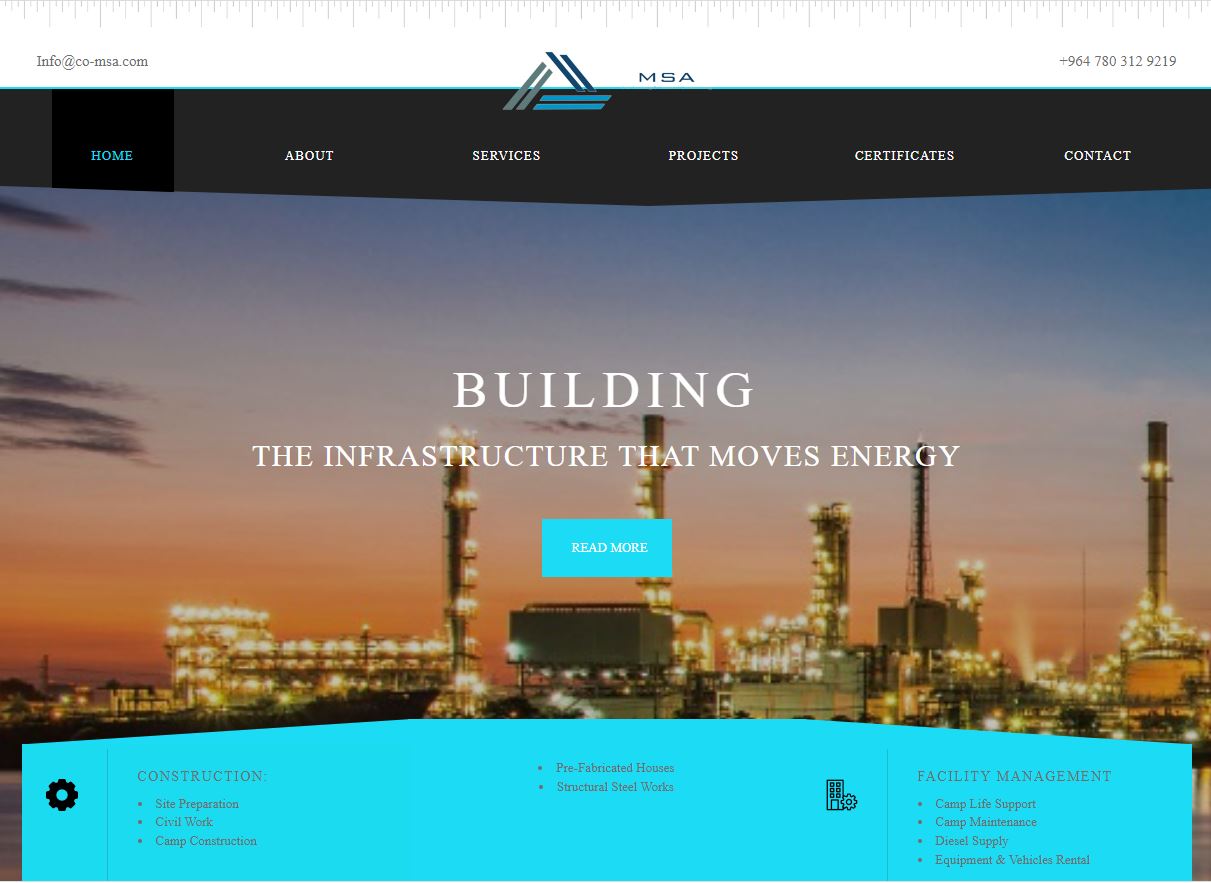 Info@co-msa.com
MSA
+964 780 312 9219
HOME
ABOUT
SERVICES
PROJECTS
CERTIFICATES
CONTACT
BUILDING
THE INFRASTRUCTURE THAT MOVES ENERGY
READ MORE
CONSTRUCTION:
Site Preparation
Civil Work
Camp Construction
Pre-Fabricated Houses
Structural Steel Works
FACILITY MANAGEMENT
Camp Life Support
Camp Maintenance
Diesel Supply
Equipment & Vehicles Rental